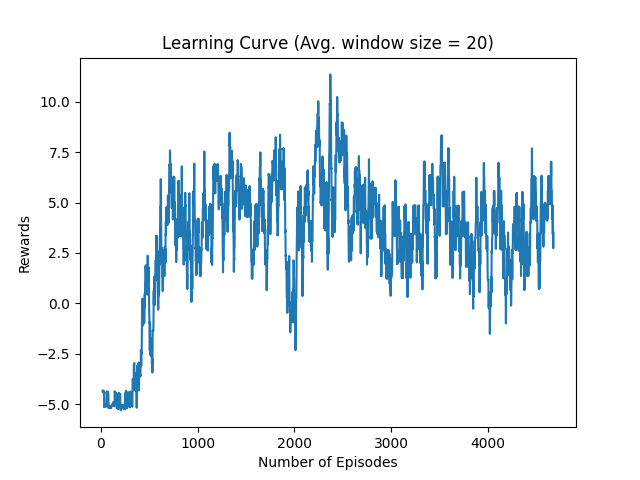 Learning Curve (Avg. window size = 20)
10.0
7.5
5.0
2.5
0.0
−2.5
−5.0
Rewards
0 1000 2000 3000 4000
Number of Episodes